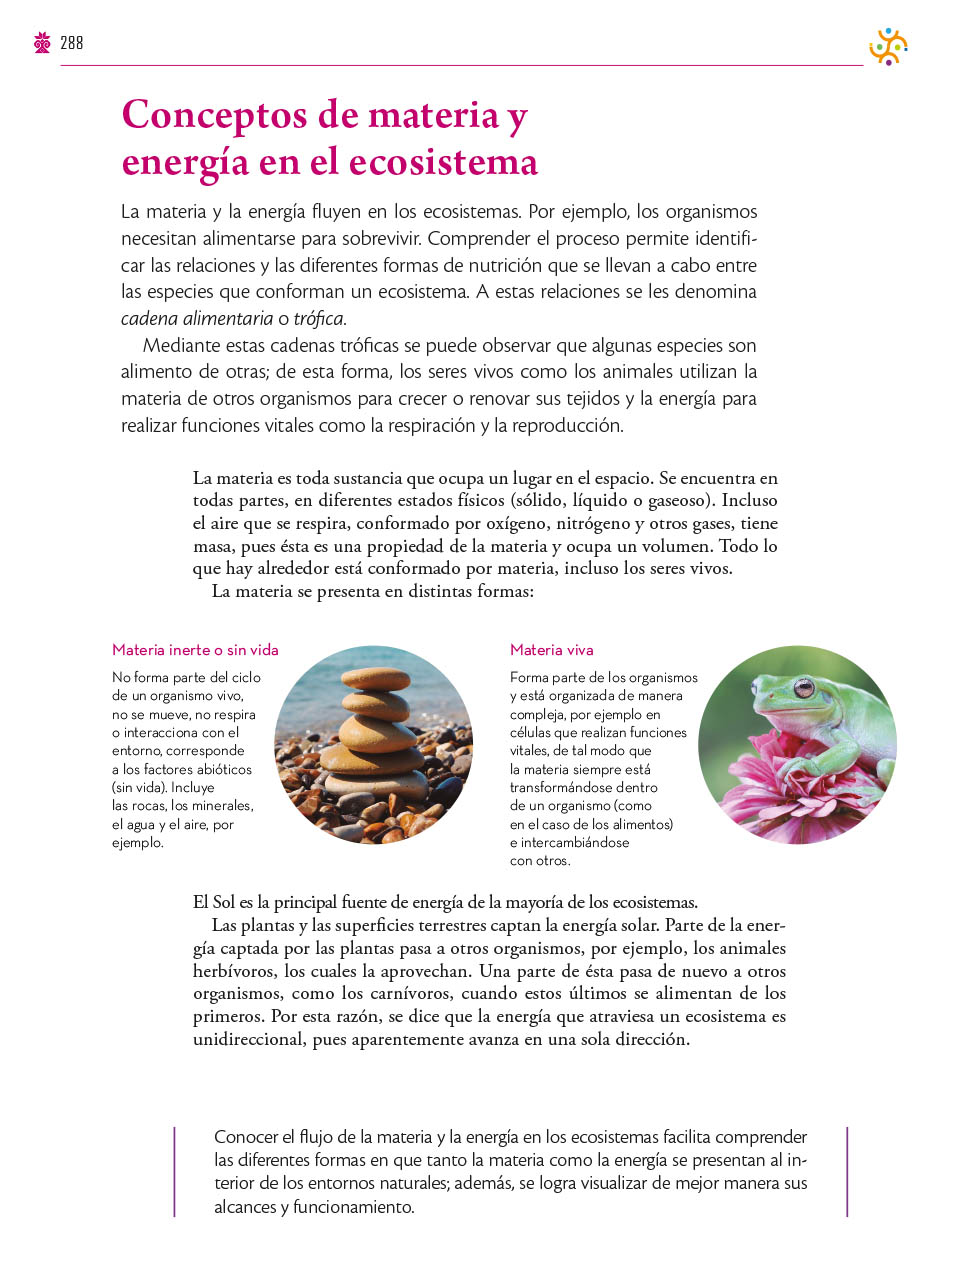 288
Conceptos de materia y
energía en el ecosistema
La materia y la energía fluyen en los ecosistemas. Por ejemplo, los organismos
necesitan alimentarse para sobrevivir. Comprender el proceso permite identifi-
car las relaciones y las diferentes formas de nutrición que se llevan a cabo entre
las especies que conforman un ecosistema. A estas relaciones se les denomina
cadena alimentaria o trófica.
Mediante estas cadenas tróficas se puede observar que algunas especies son
alimento de otras; de esta forma, los seres vivos como los animales utilizan la
materia de otros organismos para crecer o renovar sus tejidos y la energía para
realizar funciones vitales como la respiración y la reproducción.
La materia es toda sustancia que ocupa un lugar en el espacio. Se encuentra en
todas partes, en diferentes estados físicos (sólido, líquido o gaseoso). Incluso
el aire que se respira, conformado por oxígeno, nitrógeno y otros gases, tiene
masa, pues ésta es una propiedad de la materia y ocupa un volumen. Todo lo
que hay alrededor está conformado por materia, incluso los seres vivos.
La materia se presenta en distintas formas:
Materia inerte o sin vida
No forma parte del ciclo
de un organismo vivo,
no se mueve, no respira
o interacciona con el
entorno, corresponde
a los factores abióticos
(sin vida). Incluye
las rocas, los minerales,
el agua y el aire, por
ejemplo.
Materia viva
Forma parte de los organismos
y está organizada de manera
compleja, por ejemplo en
células que realizan funciones
vitales, de tal modo que
la materia siempre está
transformándose dentro
de un organismo (como
en el caso de los alimentos)
e intercambiándose
con otros.
El Sol es la principal fuente de energía de la mayoría de los ecosistemas.
Las plantas y las superficies terrestres captan la energía solar. Parte de la ener-
gía captada por las plantas pasa a otros organismos, por ejemplo, los animales
herbívoros, los cuales la aprovechan. Una parte de ésta pasa de nuevo a otros
organismos, como los carnívoros, cuando estos últimos se alimentan de los
primeros. Por esta razón, se dice que la energía que atraviesa un ecosistema es
unidireccional, pues aparentemente avanza en una sola dirección.
Conocer el flujo de la materia y la energía en los ecosistemas facilita comprender
las diferentes formas en que tanto la materia como la energía se presentan al in-
terior de los entornos naturales; además, se logra visualizar de mejor manera sus
alcances y funcionamiento.